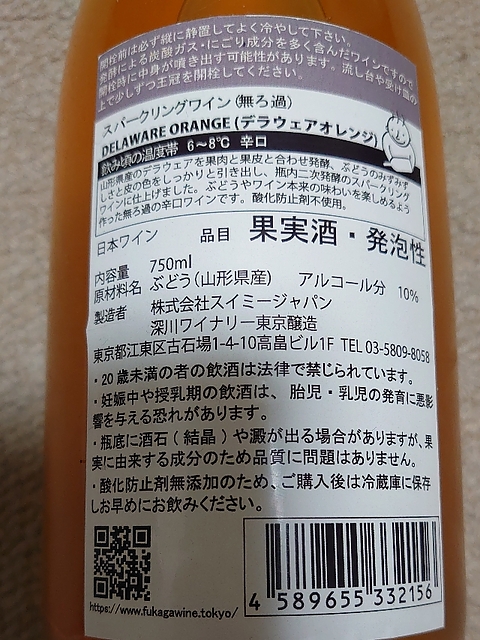 開栓前は必ず縦に静置してよく冷やして下さい。
発酵による炭酸ガス・にごり成分を多く含んだワインですので
開栓時に中身が噴き出す可能性があります。流し台や受け皿の
上で少しずつ王冠を開栓してください。
スパークリングワイン(無ろ過)
DELAWARE ORANGE (デラウェアオレンジ)
飲み頃の温度帯 6～8℃ 辛口
山形県産のデラウェアを果肉と果皮と合わせ発酵、ぶどうのみずみず
しさと皮の色をしっかりと引き出し、瓶内二次発酵のスパークリング
ワインに仕上げました。ぶどうやワイン本来の味わいを楽しめるよう
作った無ろ過の辛口ワインです。酸化防止剤不使用。
日本ワイン 品目 果実酒・発泡性
内容量 750ml
原材料名 ぶどう(山形県産) アルコール分 10%
製造者 株式会社スイミージャパン
深川ワイナリー東京醸造
東京都江東区古石場1-4-10高畠ビル1F TEL 03-5809-8058
・20歳未満の者の飲酒は法律で禁じられています。
・妊娠中や授乳期の飲酒は、胎児・乳児の発育に悪影
響を与える恐れがあります。
・瓶底に酒石(結晶)や澱が出る場合がありますが、果
実に由来する成分のため品質に問題はありません。
・酸化防止剤無添加のため、ご購入後は冷蔵庫に保存
しお早めにお飲みください。
https://www.fukagawine.tokyo/
4 589655 332156